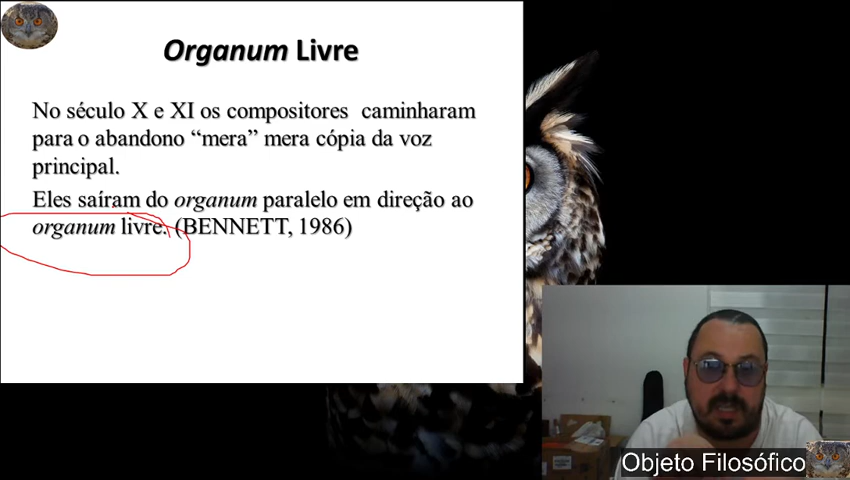 Organum Livre
No século X e XI os compositores caminharam
para o abandono “mera” mera cópia da voz
principal.
Eles saíram do organum paralelo em direção ao
organum livre. (BENNETT, 1986)
Objeto Filosófico